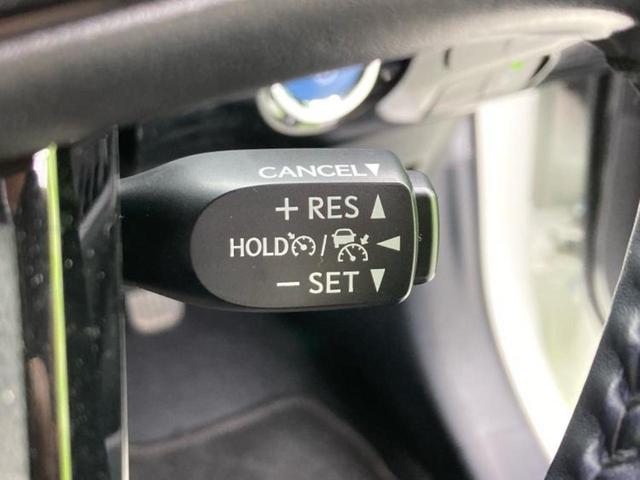 CANCEL▼
+ RES ▲
HOLD / ◀
− SET ▼